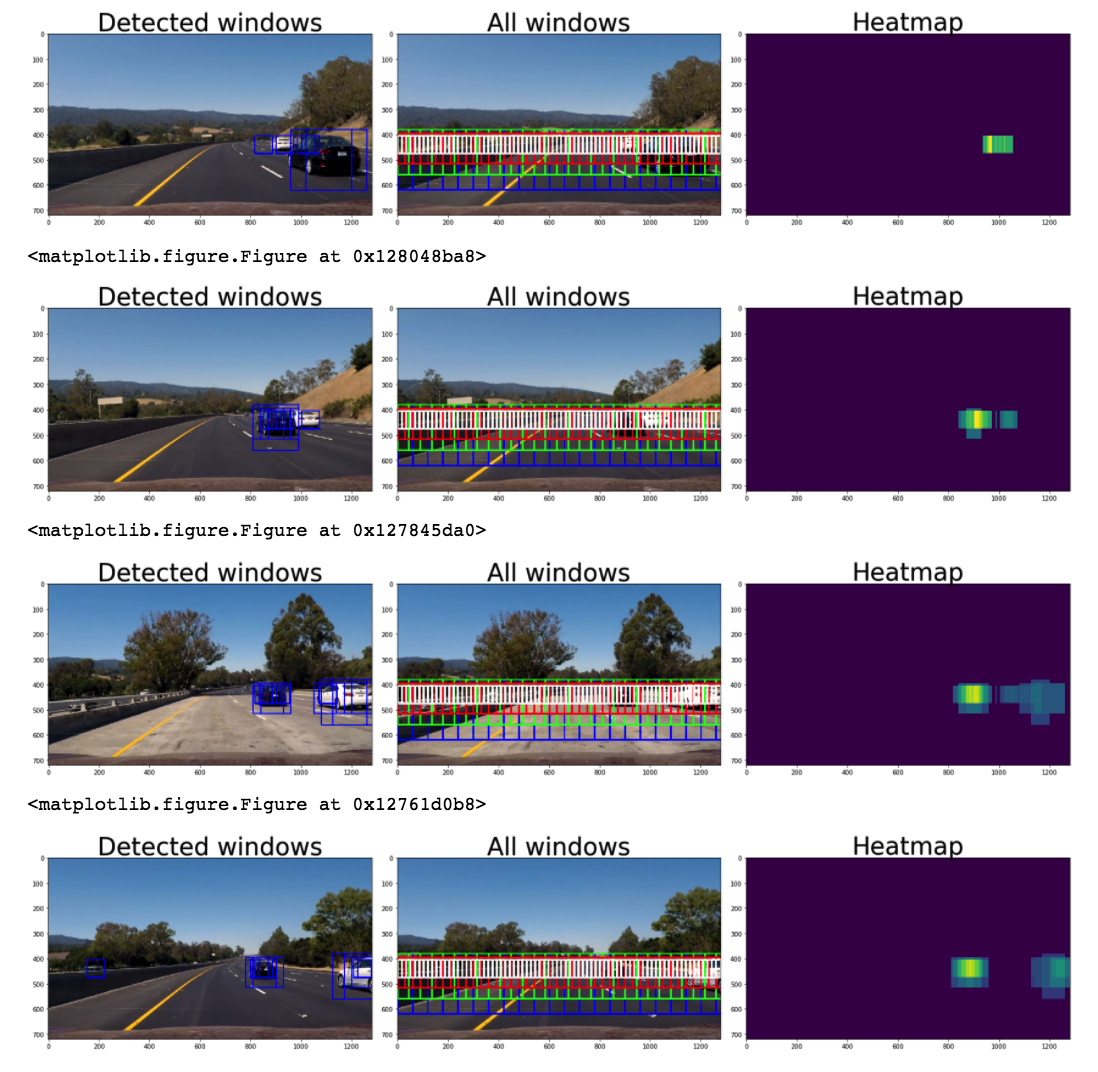 Detected windows All windows Heatmap
0 0 0
100 100 100
200 200 200
300 300 300
400 400 400
500 500 500
600 600 600
700 700 700
0 200 400 600 800 1000 1200 0 200 400 600 800 1000 1200 0 200 400 600 800 1000 1200
<matplotlib.figure.Figure at 0x128048ba8>
Detected windows All windows Heatmap
0 0 0
100 100 100
200 200 200
300 300 300
400 400 400
500 500 500
600 600 600
700 700 700
0 200 400 600 800 1000 1200 0 200 400 600 800 1000 1200 0 200 400 600 800 1000 1200
<matplotlib.figure.Figure at 0x127845da0>
Detected windows All windows Heatmap
0 0 0
100 100 100
200 200 200
300 300 300
400 400 400
500 500 500
600 600 600
700 700 700
0 200 400 600 800 1000 1200 0 200 400 600 800 1000 1200 0 200 400 600 800 1000 1200
<matplotlib.figure.Figure at 0x12761d0b8>
Detected windows All windows Heatmap
0 0 0
100 100 100
200 200 200
300 300 300
400 400 400
500 500 500
600 600 600
700 700 700
0 200 400 600 800 1000 1200 0 200 400 600 800 1000 1200 0 200 400 600 800 1000 1200